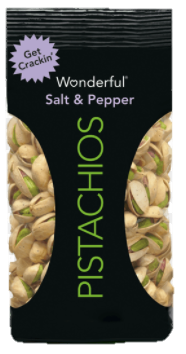 Get
Crackin'
Wonderful®
Salt & Pepper
PISTACHIOS